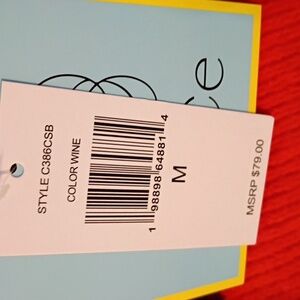 STYLE C386CSB
COLOR WINE
1 98898 64881 4
M
MSRP $79.00